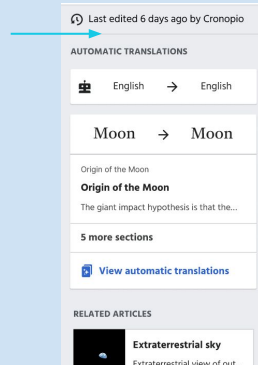 Last edited 6 days ago by Cronopio
AUTOMATIC TRANSLATIONS
English → English
Moon → Moon
Origin of the Moon
Origin of the Moon
The giant impact hypothesis is that the...
5 more sections
View automatic translations
RELATED ARTICLES
Extraterrestrial sky
Extraterrestrial view of out